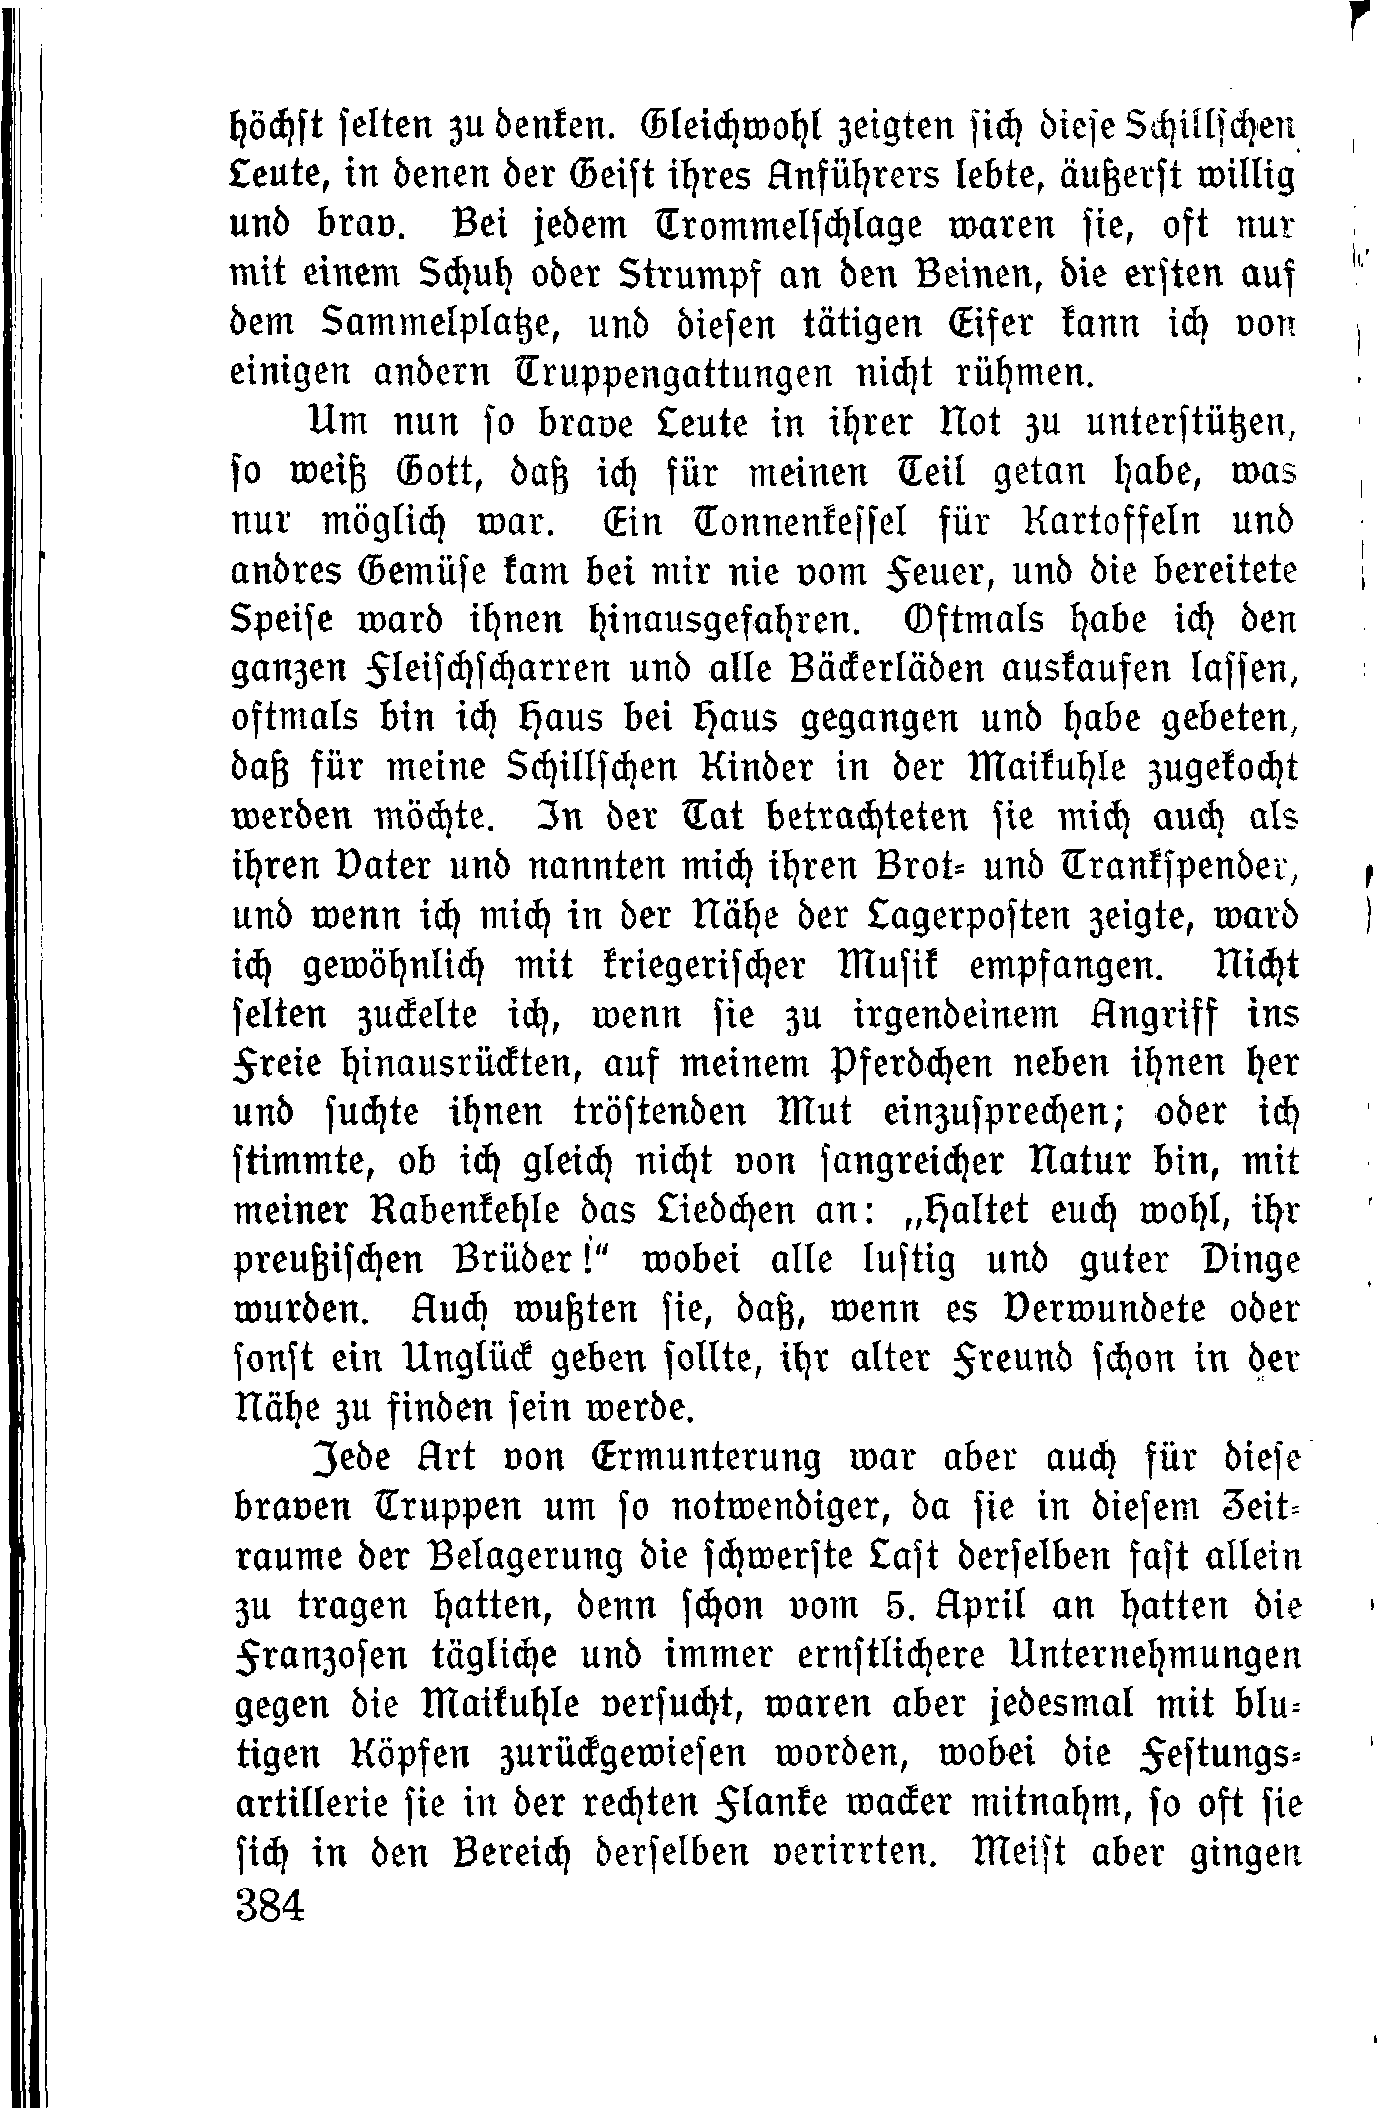 höchst selten zu denken. Gleichwohl zeigten sich diese Schillschen
Leute, in denen der Geist ihres Anführers lebte, äußerst willig
und brav. Bei jedem Trommelschlage waren sie, oft nur
mit einem Schuh oder Strumpf an den Beinen, die ersten auf
dem Sammelplatze, und diesen tätigen Eifer kann ich von
einigen andern Truppengattungen nicht rühmen.
Um nun so brave Leute in ihrer Not zu unterstützen,
so weiß Gott, daß ich für meinen Teil getan habe, was
nur möglich war. Ein Tonnenkessel für Kartoffeln und
andres Gemüse kam bei mir nie vom Feuer, und die bereitete
Speise ward ihnen hinausgefahren. Oftmals habe ich den
ganzen Fleischscharren und alle Bäckerläden auskaufen lassen,
oftmals bin ich Haus bei Haus gegangen und habe gebeten,
daß für meine Schillschen Kinder in der Maikuhle zugekocht
werden möchte. In der Tat betrachteten sie mich auch als
ihren Vater und nannten mich ihren Brot- und Trankspender,
und wenn ich mich in der Nähe der Lagerposten zeigte, ward
ich gewöhnlich mit kriegerischer Musik empfangen. Nicht
selten zuckelte ich, wenn sie zu irgendeinem Angriff ins
Freie hinausrückten, auf meinem Pferdchen neben ihnen her
und suchte ihnen tröstenden Mut einzusprechen; oder ich
stimmte, ob ich gleich nicht von sangreicher Natur bin, mit
meiner Rabenkehle das Liedchen an: „Haltet euch wohl, ihr
preußischen Brüder!“ wobei alle lustig und guter Dinge
wurden. Auch wußten sie, daß, wenn es Verwundete oder
sonst ein Unglück geben sollte, ihr alter Freund schon in der
Nähe zu finden sein werde.
Jede Art von Ermunterung war aber auch für diese
braven Truppen um so notwendiger, da sie in diesem Zeit-
raume der Belagerung die schwerste Last derselben fast allein
zu tragen hatten, denn schon vom 5. April an hatten die
Franzosen tägliche und immer ernstlichere Unternehmungen
gegen die Maikuhle versucht, waren aber jedesmal mit blu-
tigen Köpfen zurückgewiesen worden, wobei die Festungs-
artillerie sie in der rechten Flanke wacker mitnahm, so oft sie
sich in den Bereich derselben verirrten. Meist aber gingen
384